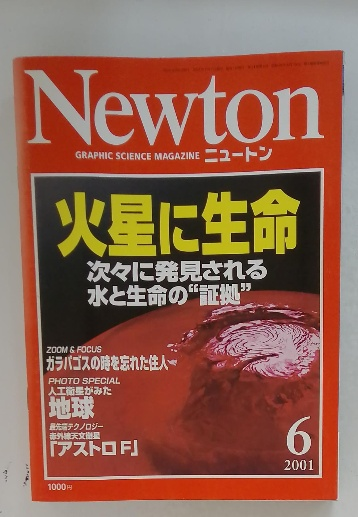 Newton
GRAPHIC SCIENCE MAGAZINE ニュートン
火星に生命
次々に発見される
水と生命の“証拠”
ZOOM & FOCUS
ガラパゴスの時を忘れた住人
PHOTO SPECIAL
人工衛星がみた
地球
最先端テクノロジー
赤外線天文衛星
「アストロF」
6
2001
1000円